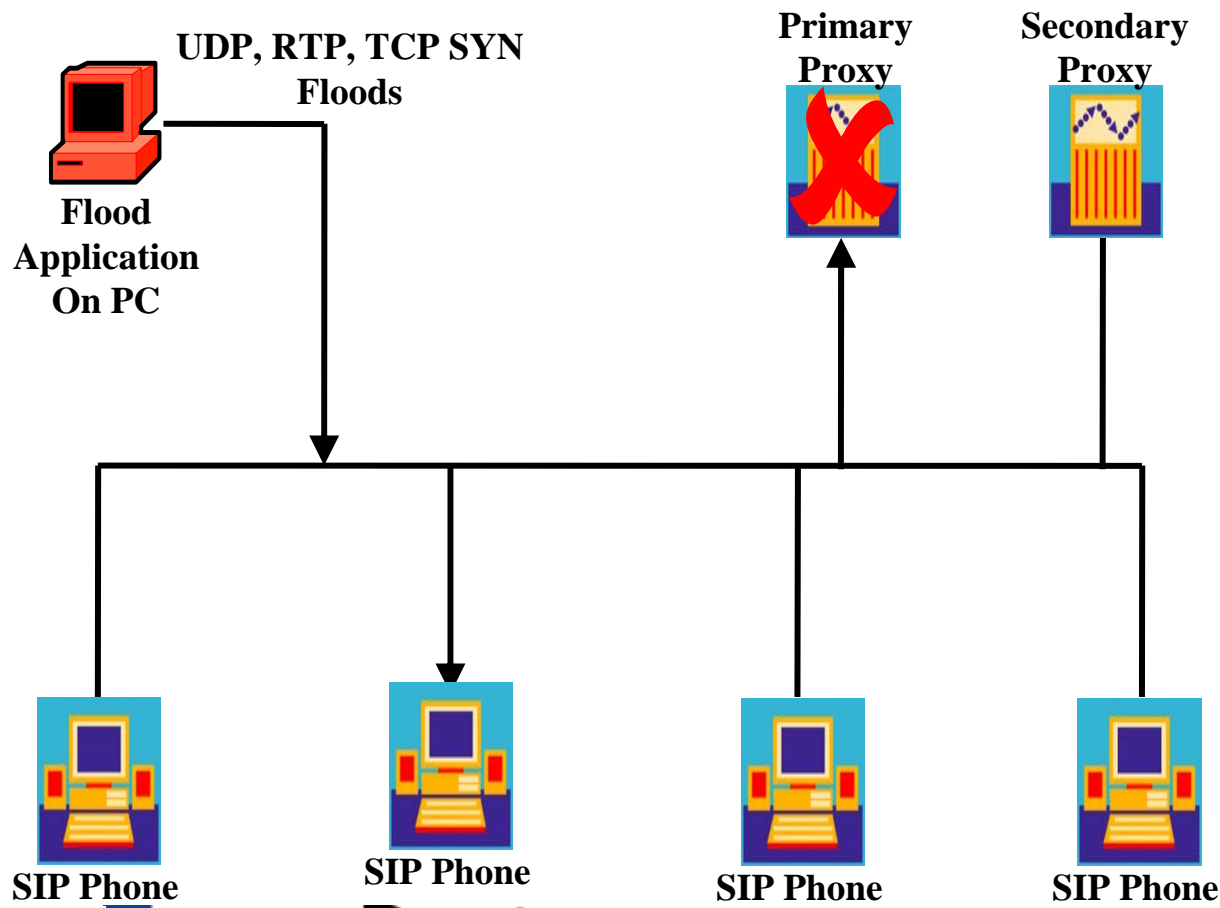 UDP, RTP, TCP SYN
Floods
Primary
Proxy
Secondary
Proxy
Flood
Application
On PC
SIP Phone
SIP Phone
SIP Phone
SIP Phone